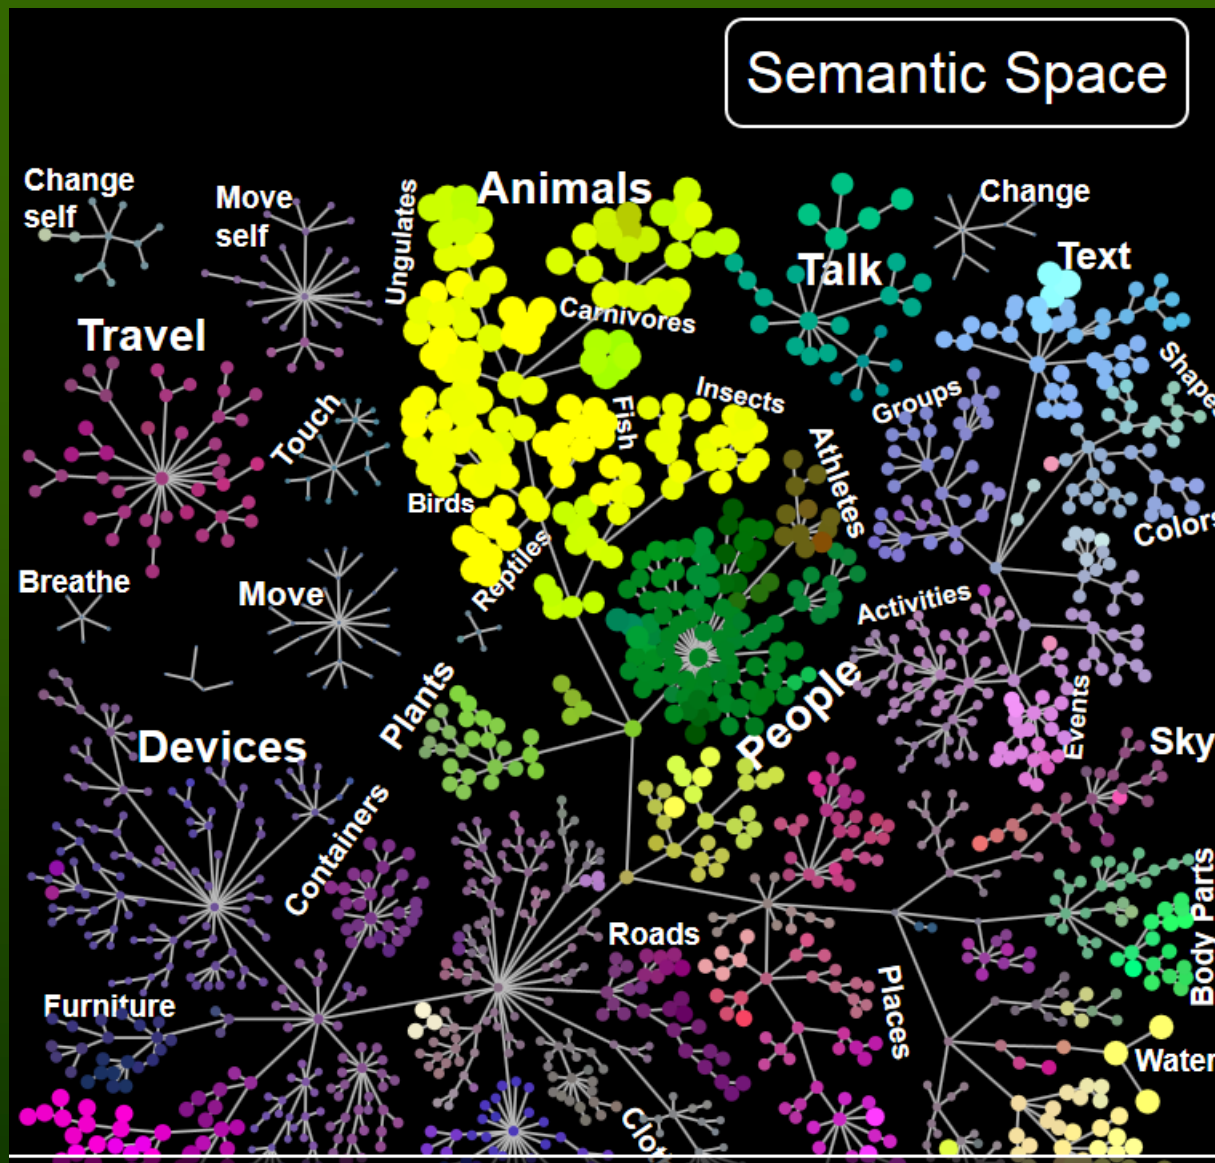 Semantic Space
Change
self
Move
self
Ungulates
Animals
Change
Talk
Text
Carnivores
Travel
Shape
Insects
Groups
Touch
Fish
Athletes
Birds
Colors
Reptiles
Breathe
Move
Activities
Plants
People
Events
Sky
Devices
Containers
Body Parts
Roads
Places
Furniture
Water
Clot